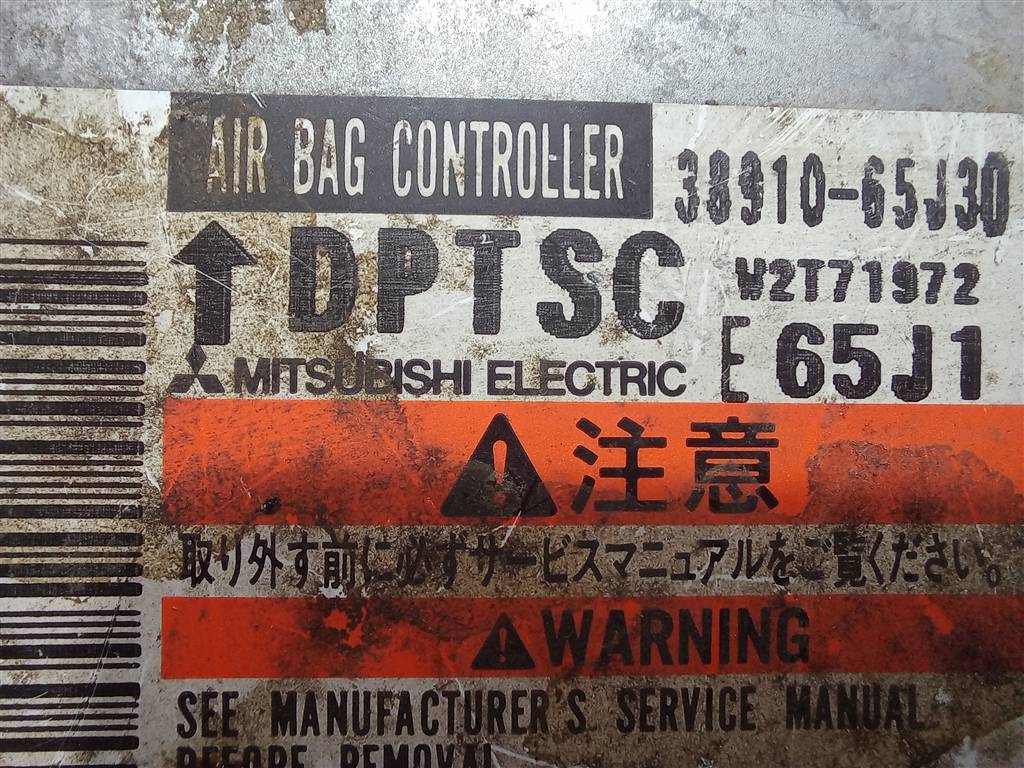 AIR BAG CONTROLLER
38910-65J30
DPTSC
W2T71972
MITSUBISHI ELECTRIC
E 65J1
注意
取り外す前に必ずサービスマニュアルをご覧ください。
WARNING
SEE MANUFACTURER'S SERVICE MANUAL
BEFORE REMOVAL